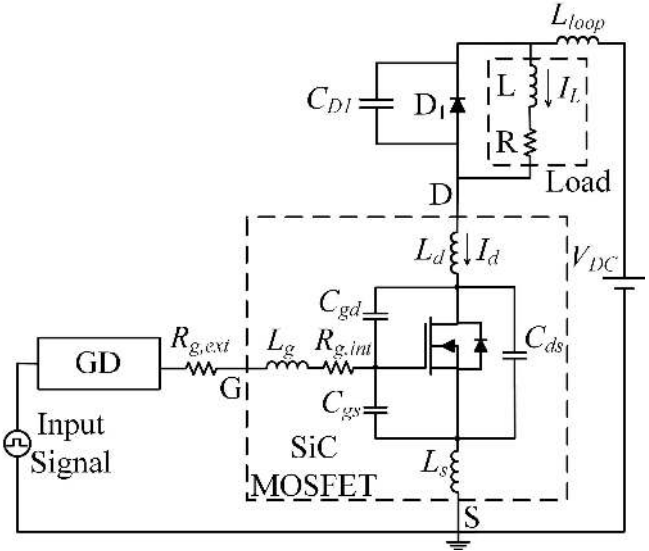 L_loop
C_D1
D_1
L
I_L
R
Load
D
L_d
I_d
V_DC
C_gd
R_g,ext
L_g
R_g,int
C_ds
GD
G
C_gs
Input
Signal
SiC
MOSFET
L_s
S